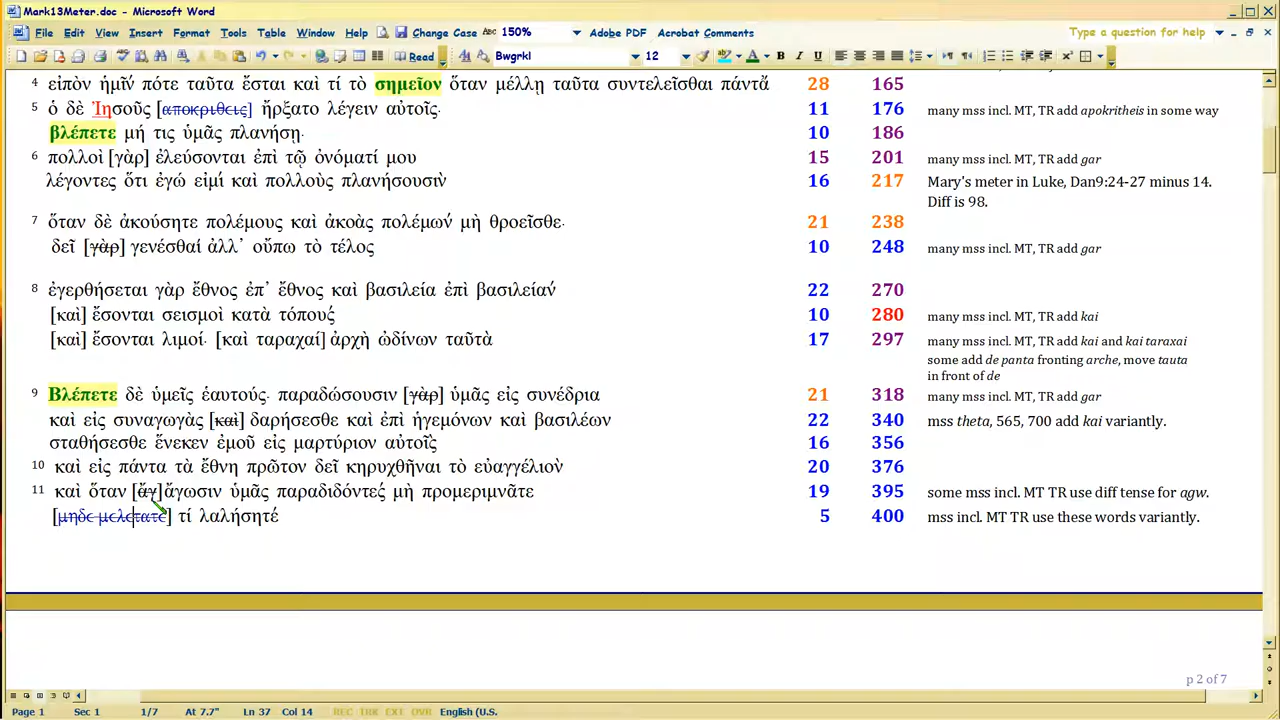 Mark13Meter.doc - Microsoft Word
File Edit View Insert Format Tools Table Window Help Change Case 150% Adobe PDF Acrobat Comments Type a question for help
Read Bwgrkl 12 B I U
4 εἰπὸν ἡμῖν πότε ταῦτα ἔσται καὶ τί τὸ σημεῖον ὅταν μέλλῃ ταῦτα συντελεῖσθαι πάντα 28 165
5 ὁ δὲ Ἰησοῦς [αποκριθεις] ἤρξατο λέγειν αὐτοῖς· 11 176 many mss incl. MT, TR add apokritheis in some way
βλέπετε μή τις ὑμᾶς πλανήσῃ· 10 186
6 πολλοὶ [γὰρ] ἐλεύσονται ἐπὶ τῷ ὀνόματί μου 15 201 many mss incl. MT, TR add gar
λέγοντες ὅτι ἐγώ εἰμί καὶ πολλοὺς πλανήσουσιν 16 217 Mary's meter in Luke, Dan9:24-27 minus 14.
Diff is 98.
7 ὅταν δὲ ἀκούσητε πολέμους καὶ ἀκοὰς πολέμων μὴ θροεῖσθε· 21 238
δεῖ [γὰρ] γενέσθαί ἀλλ᾽ οὔπω τὸ τέλος 10 248 many mss incl. MT, TR add gar
8 ἐγερθήσεται γὰρ ἔθνος ἐπ᾽ ἔθνος καὶ βασιλεία ἐπὶ βασιλείαν 22 270
[καὶ] ἔσονται σεισμοὶ κατὰ τόπους 10 280 many mss incl. MT, TR add kai
[καὶ] ἔσονται λιμοί· [καὶ ταραχαί] ἀρχὴ ὠδίνων ταῦτὰ 17 297 many mss incl. MT, TR add kai and kai taraxai
some add de panta fronting arche, move tauta
in front of de
9 Βλέπετε δὲ ὑμεῖς ἑαυτούς· παραδώσουσιν [γὰρ] ὑμᾶς εἰς συνέδρια 21 318 many mss incl. MT, TR add gar
καὶ εἰς συναγωγὰς [καὶ] δαρήσεσθε καὶ ἐπὶ ἡγεμόνων καὶ βασιλέων 22 340 mss theta, 565, 700 add kai variantly.
σταθήσεσθε ἕνεκεν ἐμοῦ εἰς μαρτύριον αὐτοῖς 16 356
10 καὶ εἰς πάντα τὰ ἔθνη πρῶτον δεῖ κηρυχθῆναι τὸ εὐαγγέλιον 20 376
11 καὶ ὅταν [ἄγ]ἄγωσιν ὑμᾶς παραδιδόντες μὴ προμεριμνᾶτε 19 395 some mss incl. MT TR use diff tense for agw.
[μηδε μελετατε] τί λαλήσητέ 5 400 mss incl. MT TR use these words variantly.
p 2 of 7
Page 1 Sec 1 1/7 At 7.7" Ln 37 Col 14 REC TRK EXT OVR English (U.S.